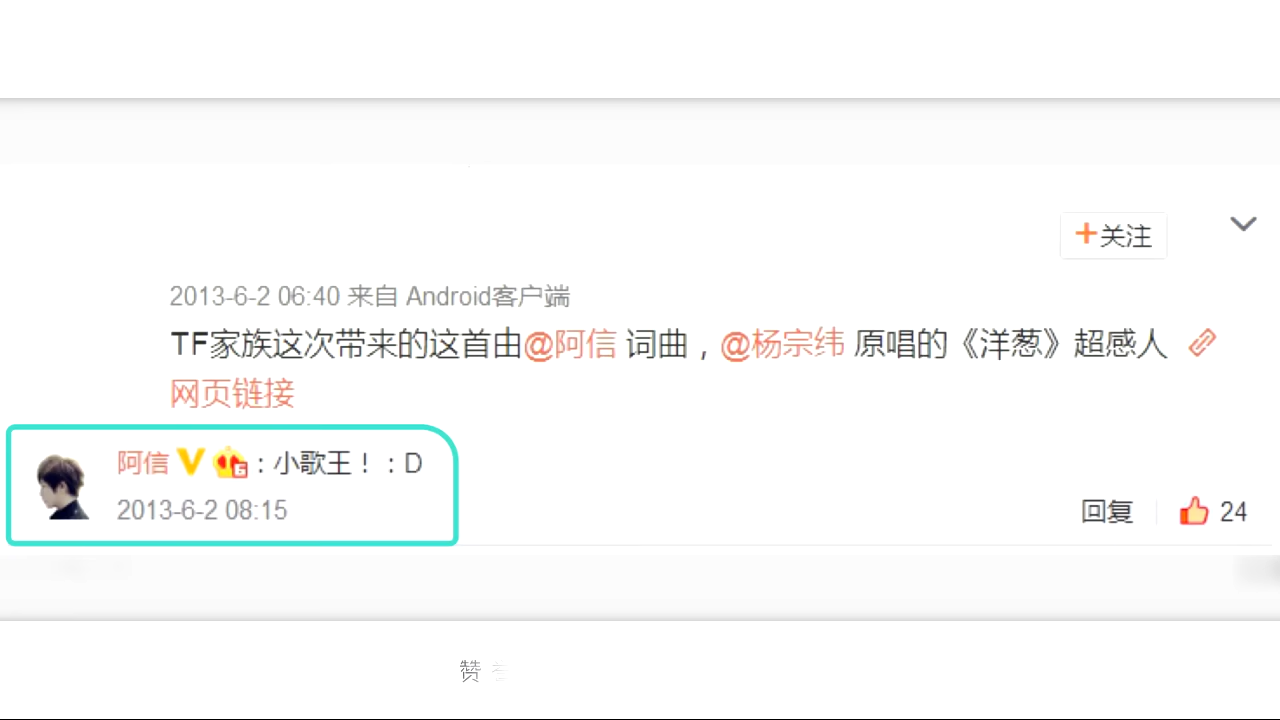 +关注
2013-6-2 06:40 来自 Android客户端
TF家族这次带来的这首由@阿信 词曲，@杨宗纬 原唱的《洋葱》超感人
网页链接
阿信：小歌王！：D
2013-6-2 08:15
回复 24
赞